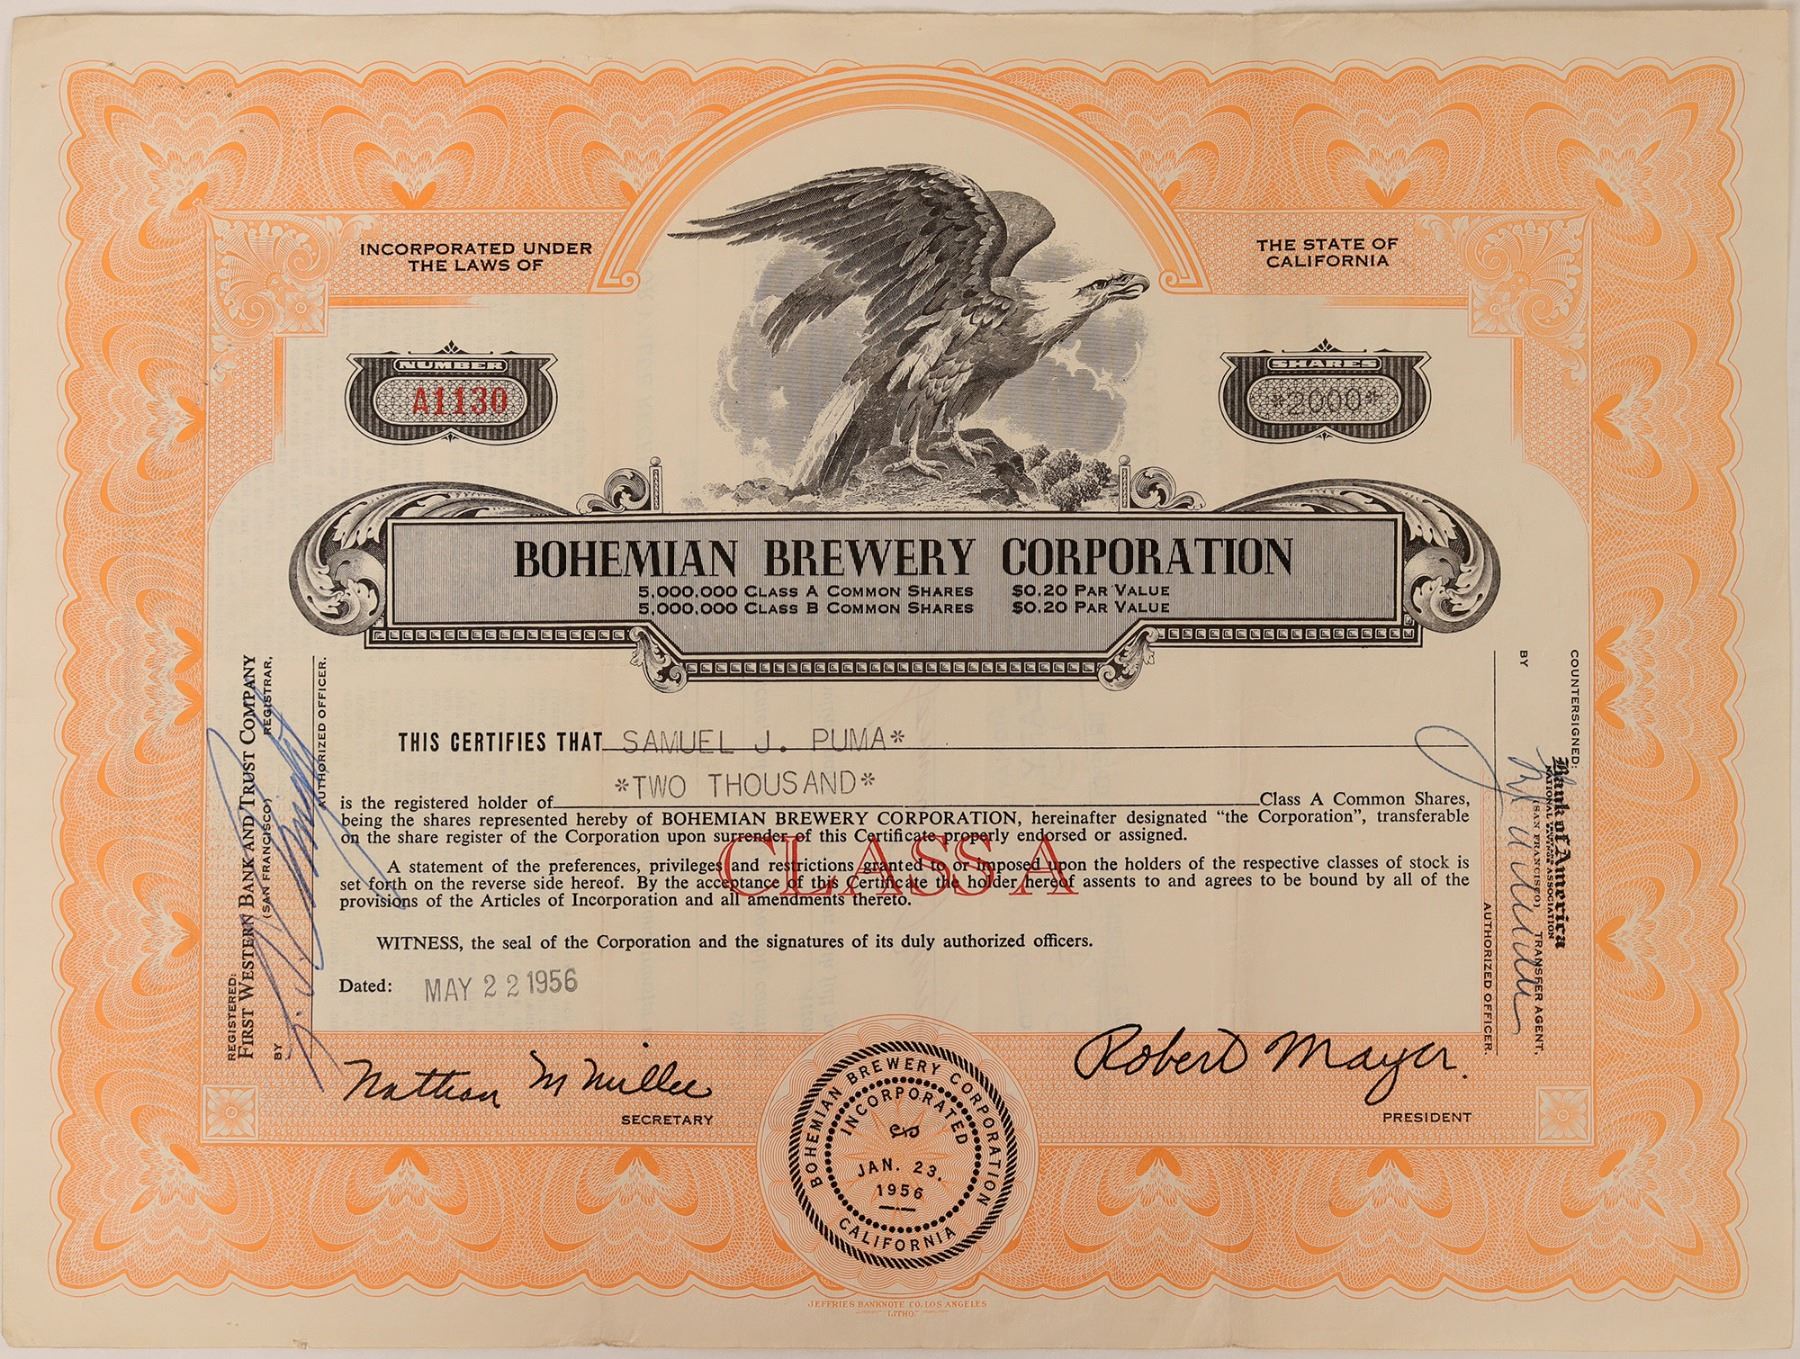 INCORPORATED UNDER
THE LAWS OF
THE STATE OF
CALIFORNIA
NUMBER
A1130
SHARES
*2000*
BOHEMIAN BREWERY CORPORATION
5,000,000 CLASS A COMMON SHARES $0.20 PAR VALUE
5,000,000 CLASS B COMMON SHARES $0.20 PAR VALUE
REGISTERED:
FIRST WESTERN BANK AND TRUST COMPANY
(SAN FRANCISCO) REGISTRAR,
BY
AUTHORIZED OFFICER.
THIS CERTIFIES THAT SAMUEL J. PUMA*
*TWO THOUSAND*
is the registered holder of Class A Common Shares,
being the shares represented hereby of BOHEMIAN BREWERY CORPORATION, hereinafter designated "the Corporation", transferable
on the share register of the Corporation upon surrender of this Certificate properly endorsed or assigned.
CLASS A
A statement of the preferences, privileges and restrictions granted to or imposed upon the holders of the respective classes of stock is
set forth on the reverse side hereof. By the acceptance of this Certificate the holder hereof assents to and agrees to be bound by all of the
provisions of the Articles of Incorporation and all amendments thereto.
WITNESS, the seal of the Corporation and the signatures of its duly authorized officers.
Dated: MAY 22 1956
COUNTERSIGNED:
Bank of America
NATIONAL TRUST AND SAVINGS ASSOCIATION
(SAN FRANCISCO) TRANSFER AGENT,
BY
AUTHORIZED OFFICER.
Nathan M Miller
SECRETARY
Robert Mayer.
PRESIDENT
BOHEMIAN BREWERY CORPORATION
INCORPORATED
JAN. 23,
1956
CALIFORNIA
JEFFRIES BANKNOTE CO. LOS ANGELES
LITHO.